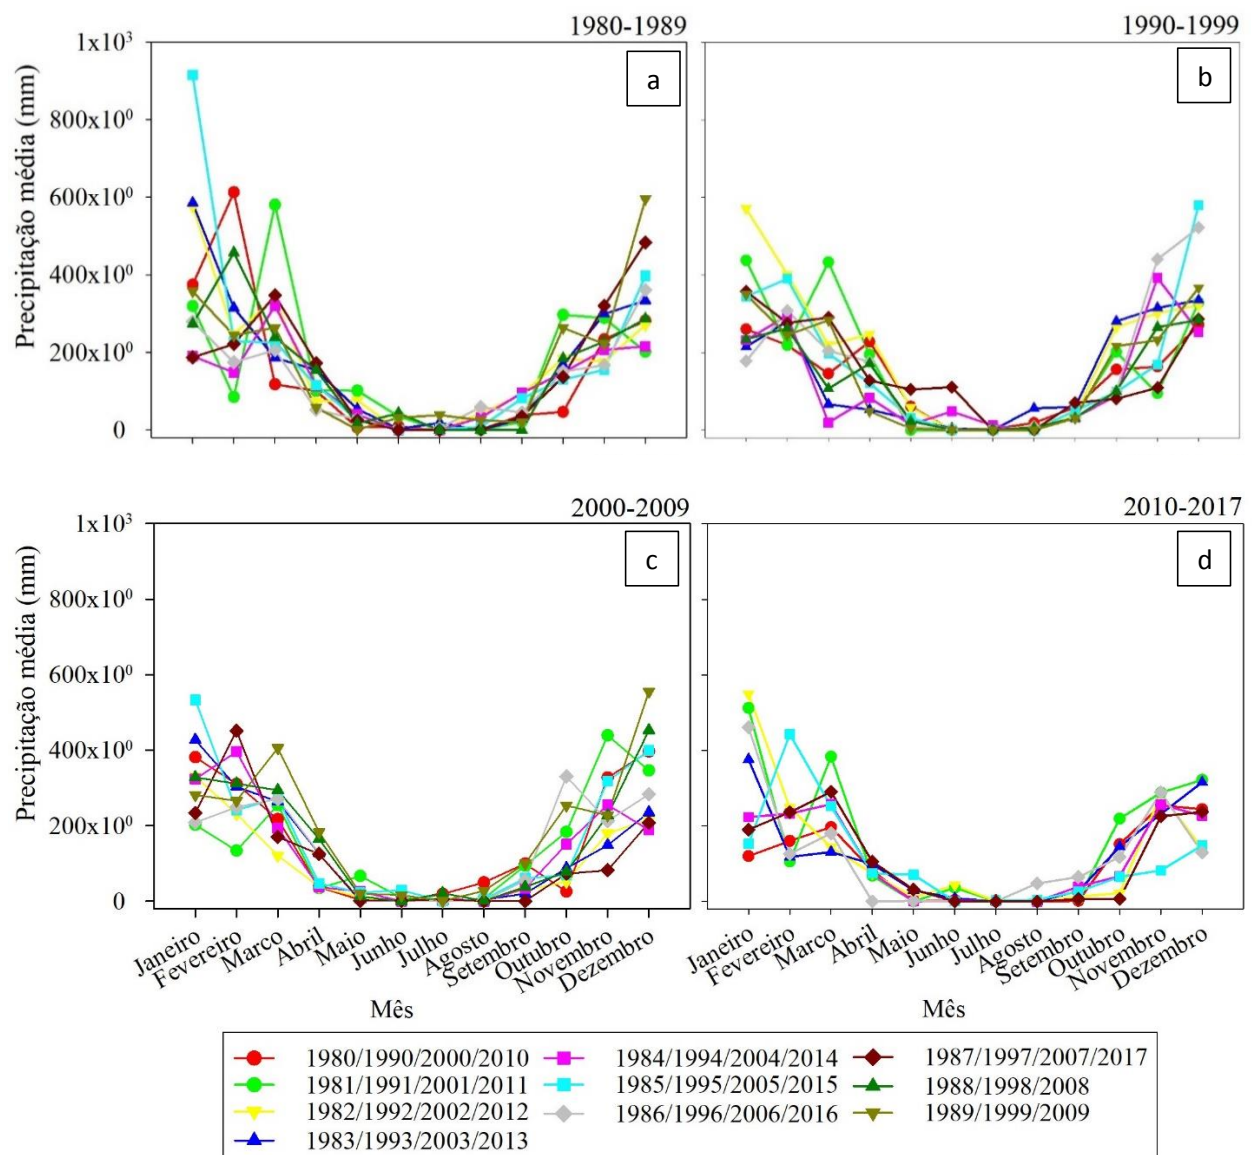 1980-1989
1990-1999
1x10³
800x10⁰
600x10⁰
400x10⁰
200x10⁰
0
Precipitação média (mm)
a
b
2000-2009
2010-2017
1x10³
800x10⁰
600x10⁰
400x10⁰
200x10⁰
0
Precipitação média (mm)
c
d
Janeiro
Fevereiro
Março
Abril
Maio
Junho
Julho
Agosto
Setembro
Outubro
Novembro
Dezembro
Mês
Janeiro
Fevereiro
Março
Abril
Maio
Junho
Julho
Agosto
Setembro
Outubro
Novembro
Dezembro
Mês
1980/1990/2000/2010
1981/1991/2001/2011
1982/1992/2002/2012
1983/1993/2003/2013
1984/1994/2004/2014
1985/1995/2005/2015
1986/1996/2006/2016
1987/1997/2007/2017
1988/1998/2008
1989/1999/2009